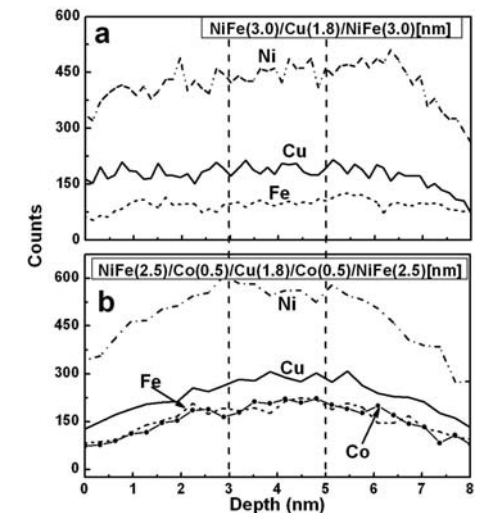 NiFe(3.0)/Cu(1.8)/NiFe(3.0)[nm]
a
Ni
Cu
Fe
600
450
300
150
0
Counts
NiFe(2.5)/Co(0.5)/Cu(1.8)/Co(0.5)/NiFe(2.5)[nm]
b
Ni
Cu
Fe
Co
600
450
300
150
0
0 1 2 3 4 5 6 7 8
Depth (nm)